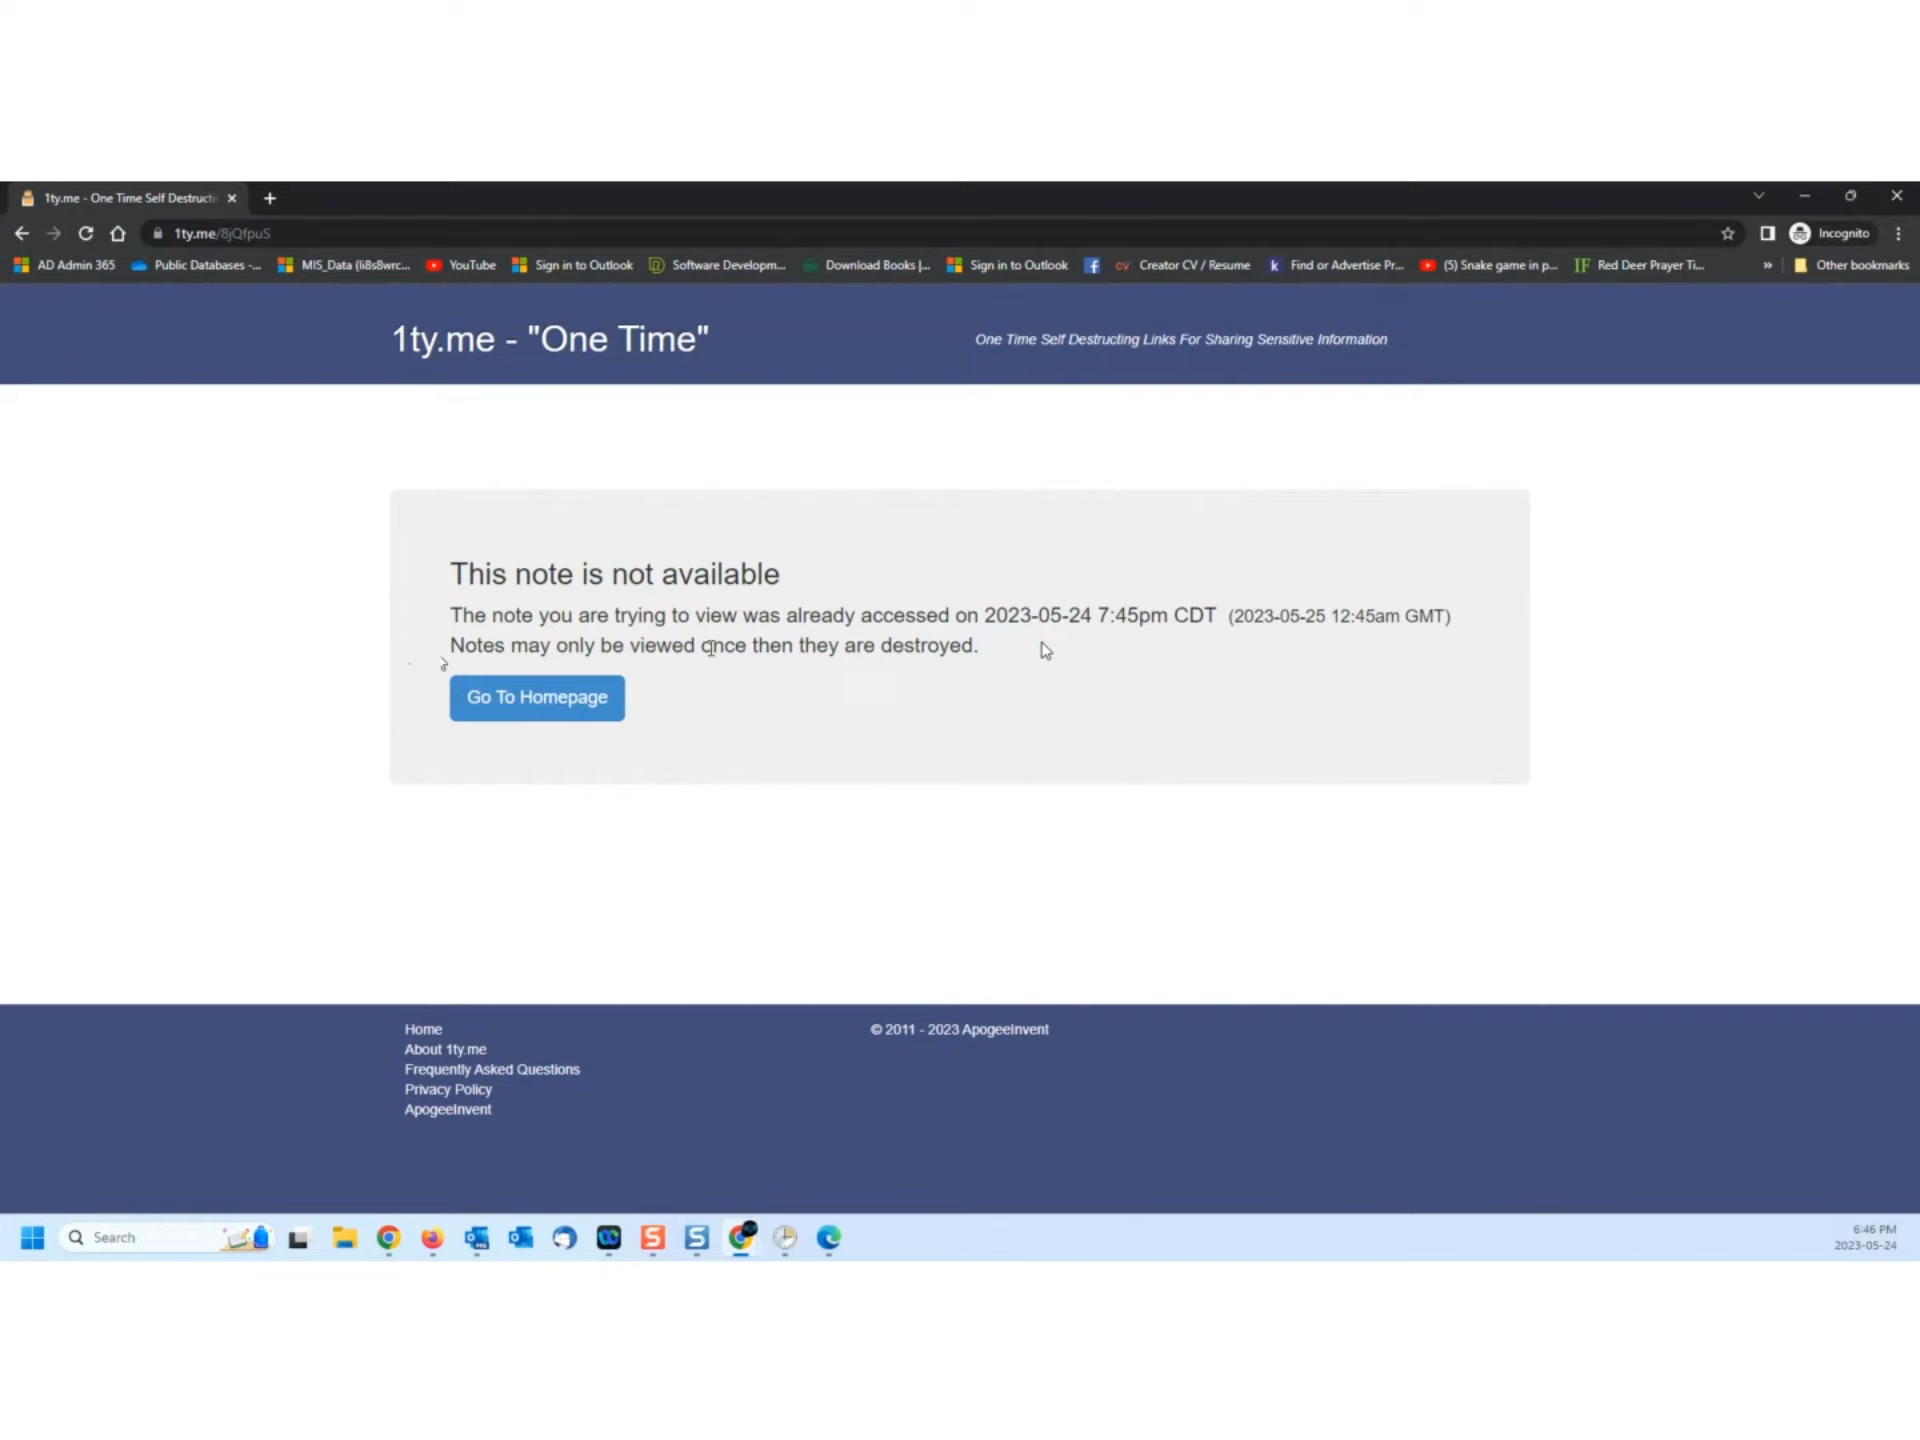 1ty.me - One Time Self Destructi
1ty.me/8jQfpuS
Incognito
AD Admin 365
Public Databases -...
MIS_Data (li8s8wrc...
YouTube
Sign in to Outlook
Software Developm...
Download Books |...
Sign in to Outlook
CV Creator CV / Resume
k Find or Advertise Pr...
(5) Snake game in p...
IF Red Deer Prayer Ti...
»
Other bookmarks
1ty.me - "One Time"
One Time Self Destructing Links For Sharing Sensitive Information
This note is not available
The note you are trying to view was already accessed on 2023-05-24 7:45pm CDT (2023-05-25 12:45am GMT)
Notes may only be viewed once then they are destroyed.
Go To Homepage
Home
About 1ty.me
Frequently Asked Questions
Privacy Policy
ApogeeInvent
© 2011 - 2023 ApogeeInvent
Search
6:46 PM
2023-05-24